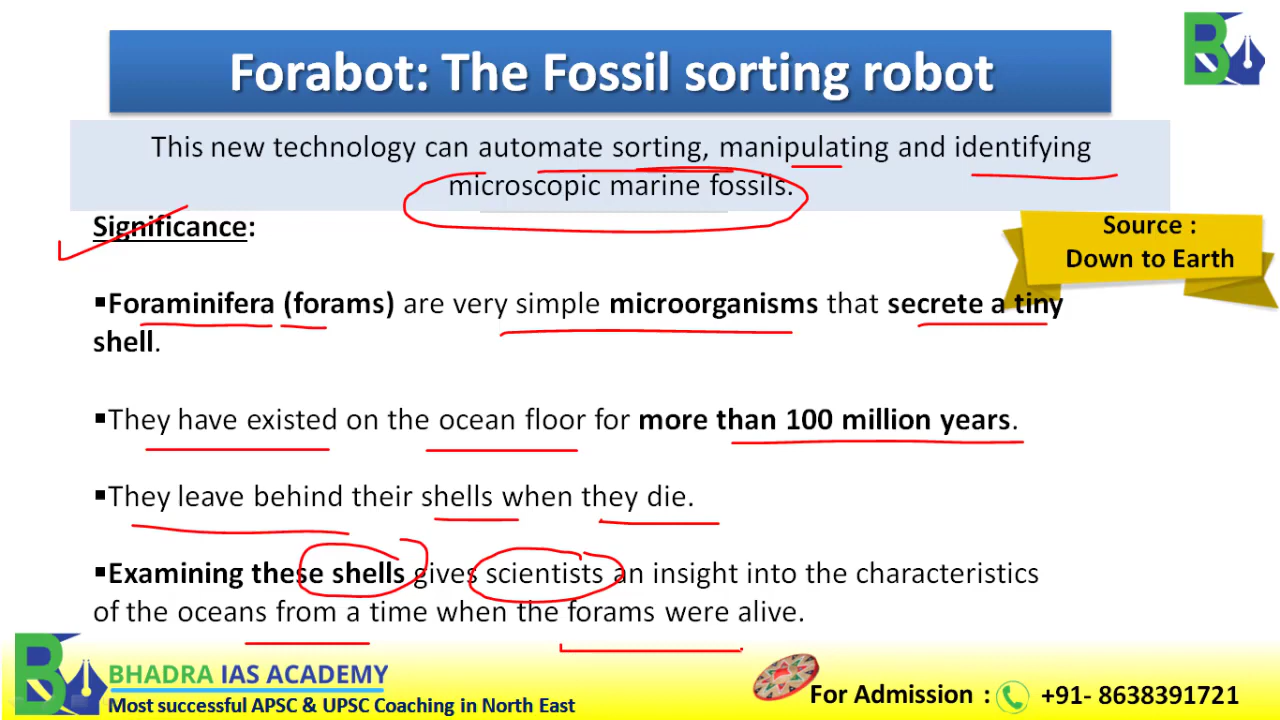 Forabot: The Fossil sorting robot
This new technology can automate sorting, manipulating and identifying
microscopic marine fossils.
Significance:
Source :
Down to Earth
▪Foraminifera (forams) are very simple microorganisms that secrete a tiny
shell.
▪They have existed on the ocean floor for more than 100 million years.
▪They leave behind their shells when they die.
▪Examining these shells gives scientists an insight into the characteristics
of the oceans from a time when the forams were alive.
BHADRA IAS ACADEMY
Most successful APSC & UPSC Coaching in North East
For Admission : +91- 8638391721